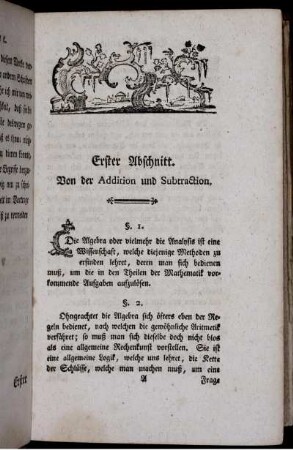 Erster Abschnitt.
Von der Addition und Subtraction.
§. 1.
Die Algebra oder vielmehr die Analysis ist eine
Wissenschaft, welche diejenige Methoden zu
erfinden lehret, deren man sich bedienen
muß, um die in den Theilen der Mathematik vor-
kommende Aufgaben aufzulösen.
§. 2.
Ohngeachtet die Algebra sich öfters eben der Re-
geln bedienet, nach welchen die gewöhnliche Aritmetik
verfähret; so muß man sich dieselbe doch nicht blos
als eine allgemeine Rechenkunst vorstellen. Sie ist
eine allgemeine Logik, welche uns lehret, die Kette
der Schlüsse, welche man machen muß, um eine
A Frage